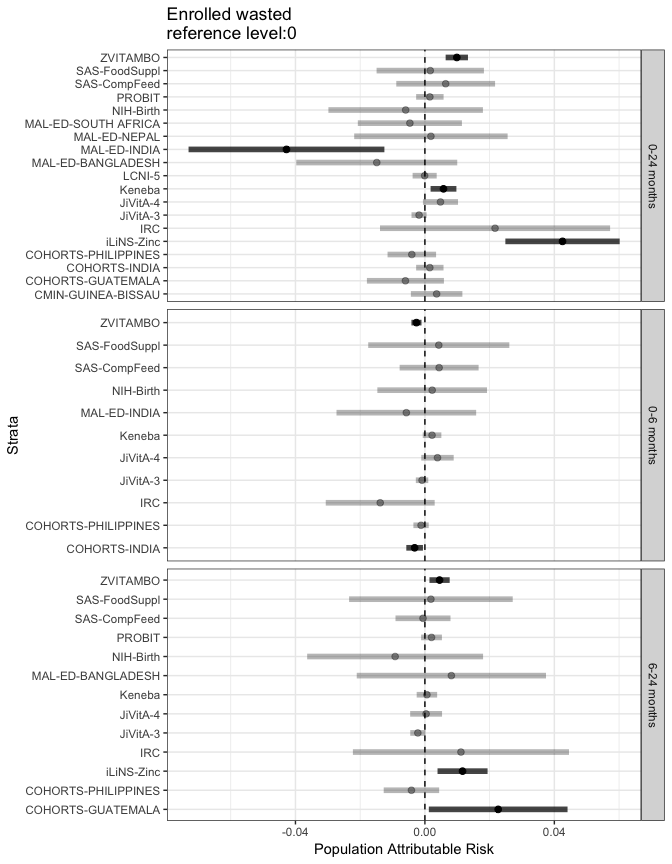 Enrolled wasted
reference level:0
ZVITAMBO
SAS-FoodSuppl
SAS-CompFeed
PROBIT
NIH-Birth
MAL-ED-SOUTH AFRICA
MAL-ED-NEPAL
MAL-ED-INDIA
MAL-ED-BANGLADESH
LCNI-5
Keneba
JiVitA-4
JiVitA-3
IRC
iLiNS-Zinc
COHORTS-PHILIPPINES
COHORTS-INDIA
COHORTS-GUATEMALA
CMIN-GUINEA-BISSAU
0-24 months
ZVITAMBO
SAS-FoodSuppl
SAS-CompFeed
NIH-Birth
MAL-ED-INDIA
Keneba
JiVitA-4
JiVitA-3
IRC
COHORTS-PHILIPPINES
COHORTS-INDIA
0-6 months
ZVITAMBO
SAS-FoodSuppl
SAS-CompFeed
PROBIT
NIH-Birth
MAL-ED-BANGLADESH
Keneba
JiVitA-4
JiVitA-3
IRC
iLiNS-Zinc
COHORTS-PHILIPPINES
COHORTS-GUATEMALA
6-24 months
Strata
-0.04 0.00 0.04
Population Attributable Risk